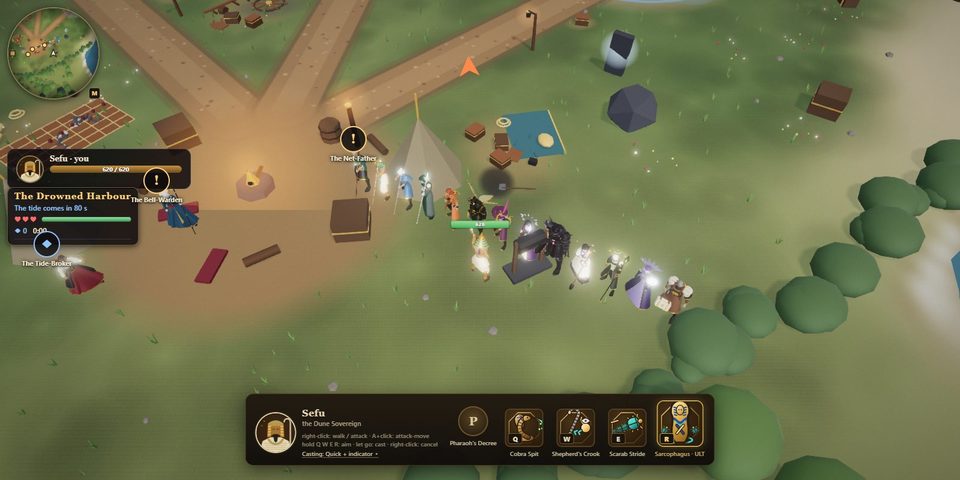 M
Sefu · you
620 / 620
!
The Net-Father
!
The Bell-Warden
The Drowned Harbour
The tide comes in 80 s
0 0:00
The Tide-Broker
628
Sefu
the Dune Sovereign
right-click: walk / attack · A+click: attack-move
hold Q W E R: aim · let go: cast · right-click: cancel
Casting: Quick + indicator
P
Pharaoh's Decree
Q
Cobra Spit
W
Shepherd's Crook
E
Scarab Stride
R
Sarcophagus · ULT